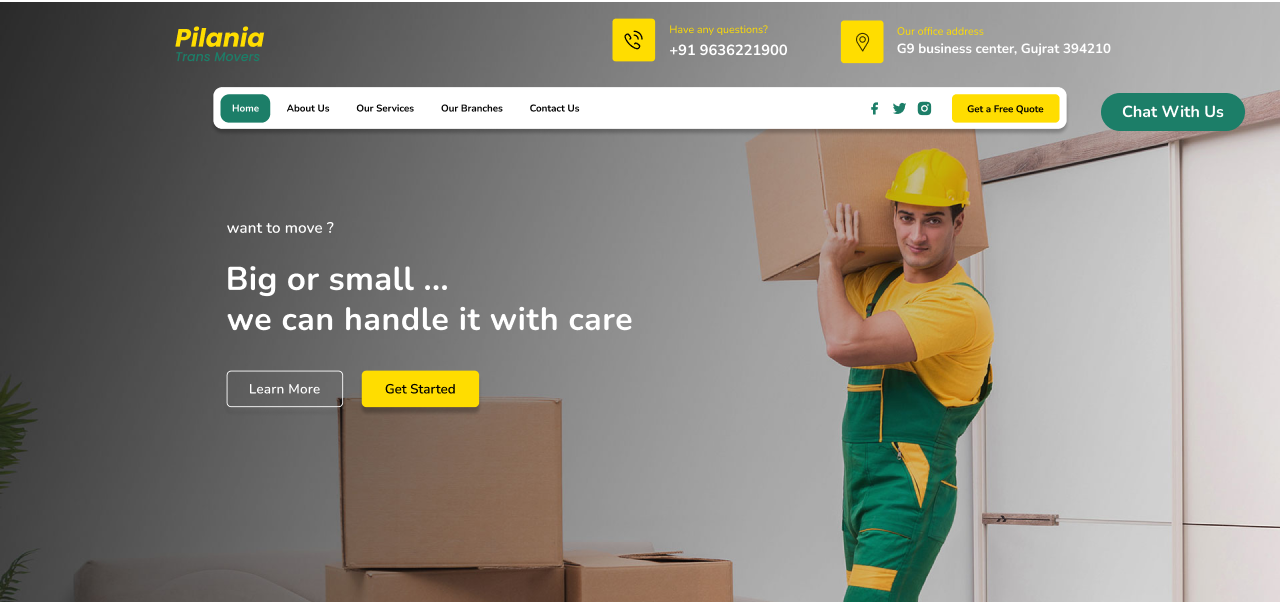 Pilania
Trans Movers
Have any questions?
+91 9636221900
Our office address
G9 business center, Gujrat 394210
Home
About Us
Our Services
Our Branches
Contact Us
Get a Free Quote
Chat With Us
want to move ?
Big or small ...
we can handle it with care
Learn More
Get Started